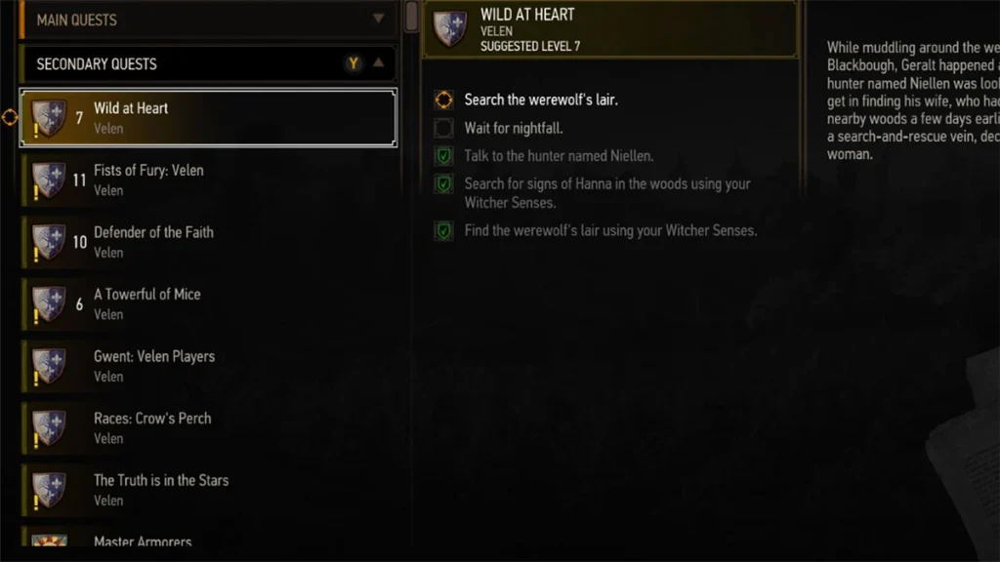 MAIN QUESTS
SECONDARY QUESTS
Y
7
Wild at Heart
Velen
11
Fists of Fury: Velen
Velen
10
Defender of the Faith
Velen
6
A Towerful of Mice
Velen
Gwent: Velen Players
Velen
Races: Crow's Perch
Velen
The Truth is in the Stars
Velen
Master Armorers
WILD AT HEART
VELEN
SUGGESTED LEVEL 7
Search the werewolf's lair.
Wait for nightfall.
Talk to the hunter named Niellen.
Search for signs of Hanna in the woods using your
Witcher Senses.
Find the werewolf's lair using your Witcher Senses.
While muddling around the we
Blackbough, Geralt happened a
hunter named Niellen was look
get in finding his wife, who had
nearby woods a few days earli
a search-and-rescue vein, dec
woman.